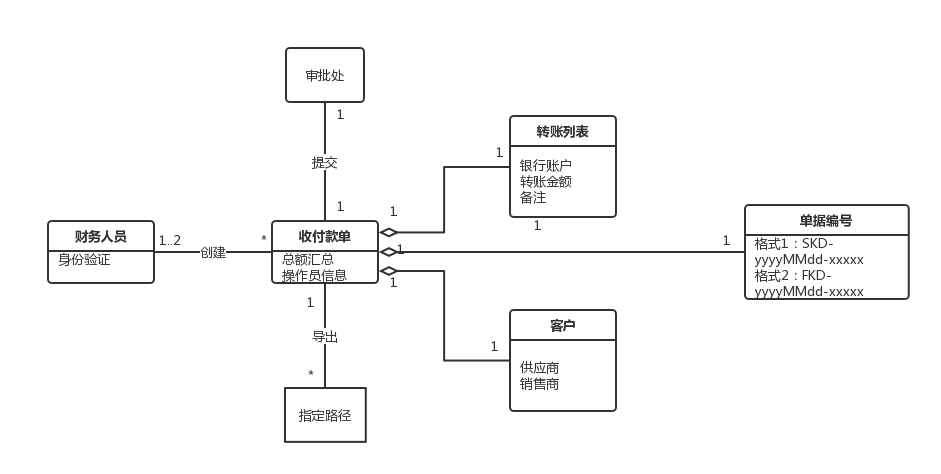 审批处
1
提交
1
转账列表
银行账户
转账金额
备注
1
1
财务人员
身份验证
1..2
创建
*
收付款单
总额汇总
操作员信息
1
1
1
1
单据编号
格式1：SKD-
yyyyMMdd-xxxxx
格式2：FKD-
yyyyMMdd-xxxxx
1
导出
*
指定路径
1
客户
供应商
销售商